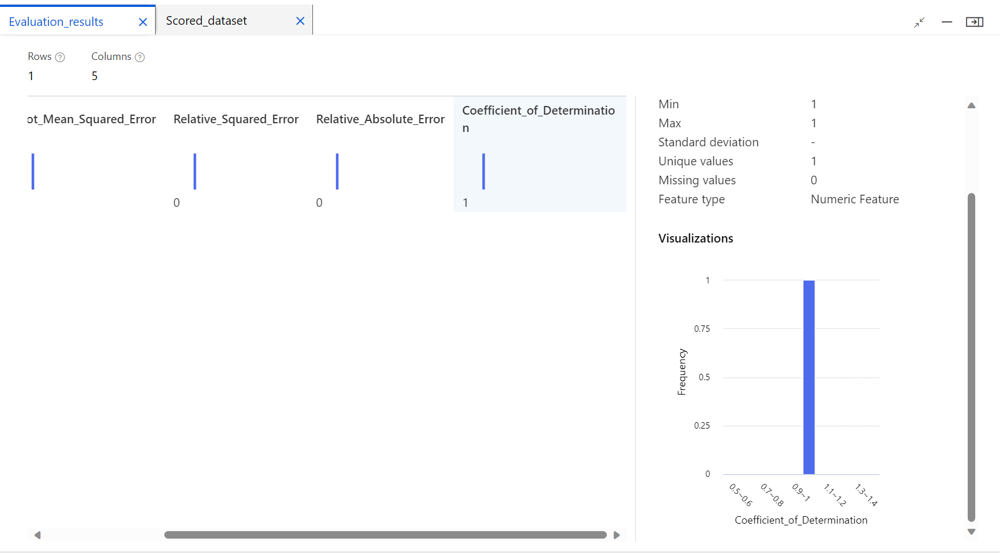 Evaluation_results
Scored_dataset
Rows
Columns
1
5
ot_Mean_Squared_Error
Relative_Squared_Error
0
Relative_Absolute_Error
0
Coefficient_of_Determinatio
n
1
Min 1
Max 1
Standard deviation -
Unique values 1
Missing values 0
Feature type Numeric Feature
Visualizations
1
0.75
0.5
0.25
0
Frequency
0.5~0.6
0.7~0.8
0.9~1
1.1~1.2
1.3~1.4
Coefficient_of_Determination